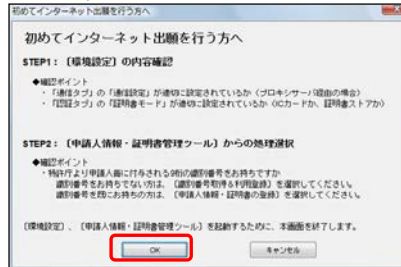 初めてインターネット出願を行う方へ
初めてインターネット出願を行う方へ
STEP1：〔環境設定〕の内容確認
◆確認ポイント
・「通信タブ」の「通信設定」が適切に設定されているか（プロキシサーバ経由の場合）
・「認証タブ」の「証明書モード」が適切に設定されているか（ICカードか、証明書ストアか）
STEP2：〔申請人情報・証明書管理ツール〕からの処理選択
◆確認ポイント
・特許庁より申請人毎に付与される9桁の識別番号をお持ちですか
識別番号をお持ちでない方は、〔識別番号取得＆利用登録〕を選択してください。
識別番号を既にお持ちの方は、〔申請人情報・証明書の登録〕を選択してください。
〔環境設定〕、〔申請人情報・証明書管理ツール〕を起動するために、本画面を終了します。
OK
キャンセル